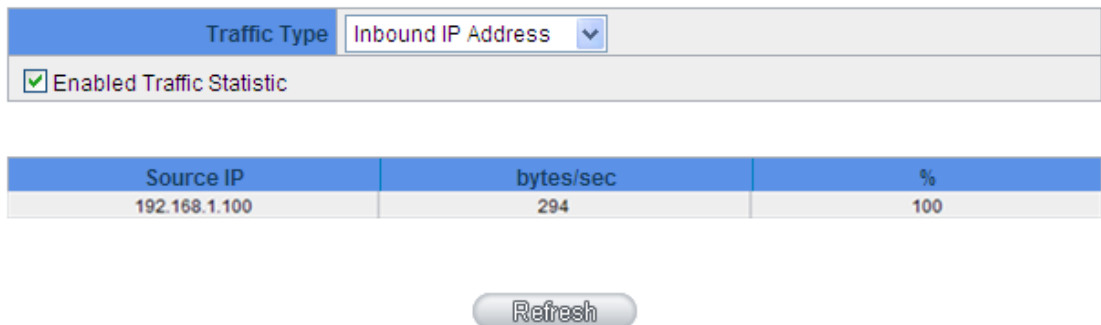 Traffic Type Inbound IP Address
Enabled Traffic Statistic
Source IP bytes/sec %
192.168.1.100 294 100
Refresh